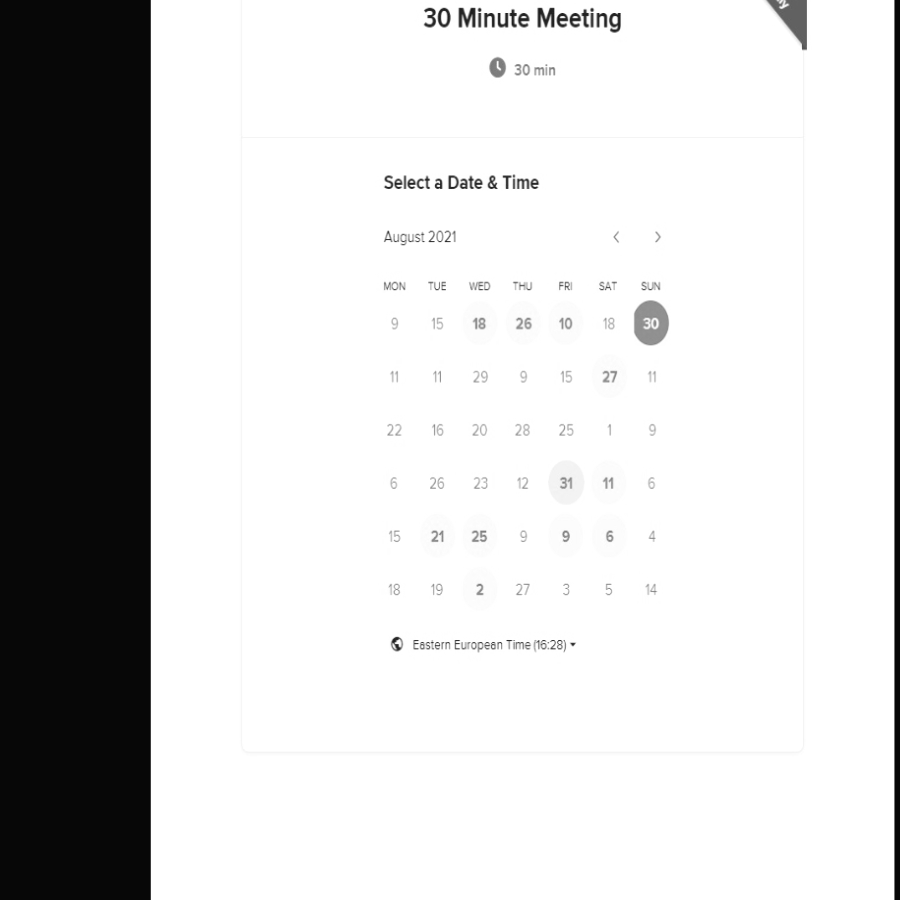 30 Minute Meeting
30 min
Select a Date & Time
August 2021
MON TUE WED THU FRI SAT SUN
9 15 18 26 10 18 30
11 11 29 9 15 27 11
22 16 20 28 25 1 9
6 26 23 12 31 11 6
15 21 25 9 9 6 4
18 19 2 27 3 5 14
Eastern European Time (16:28)